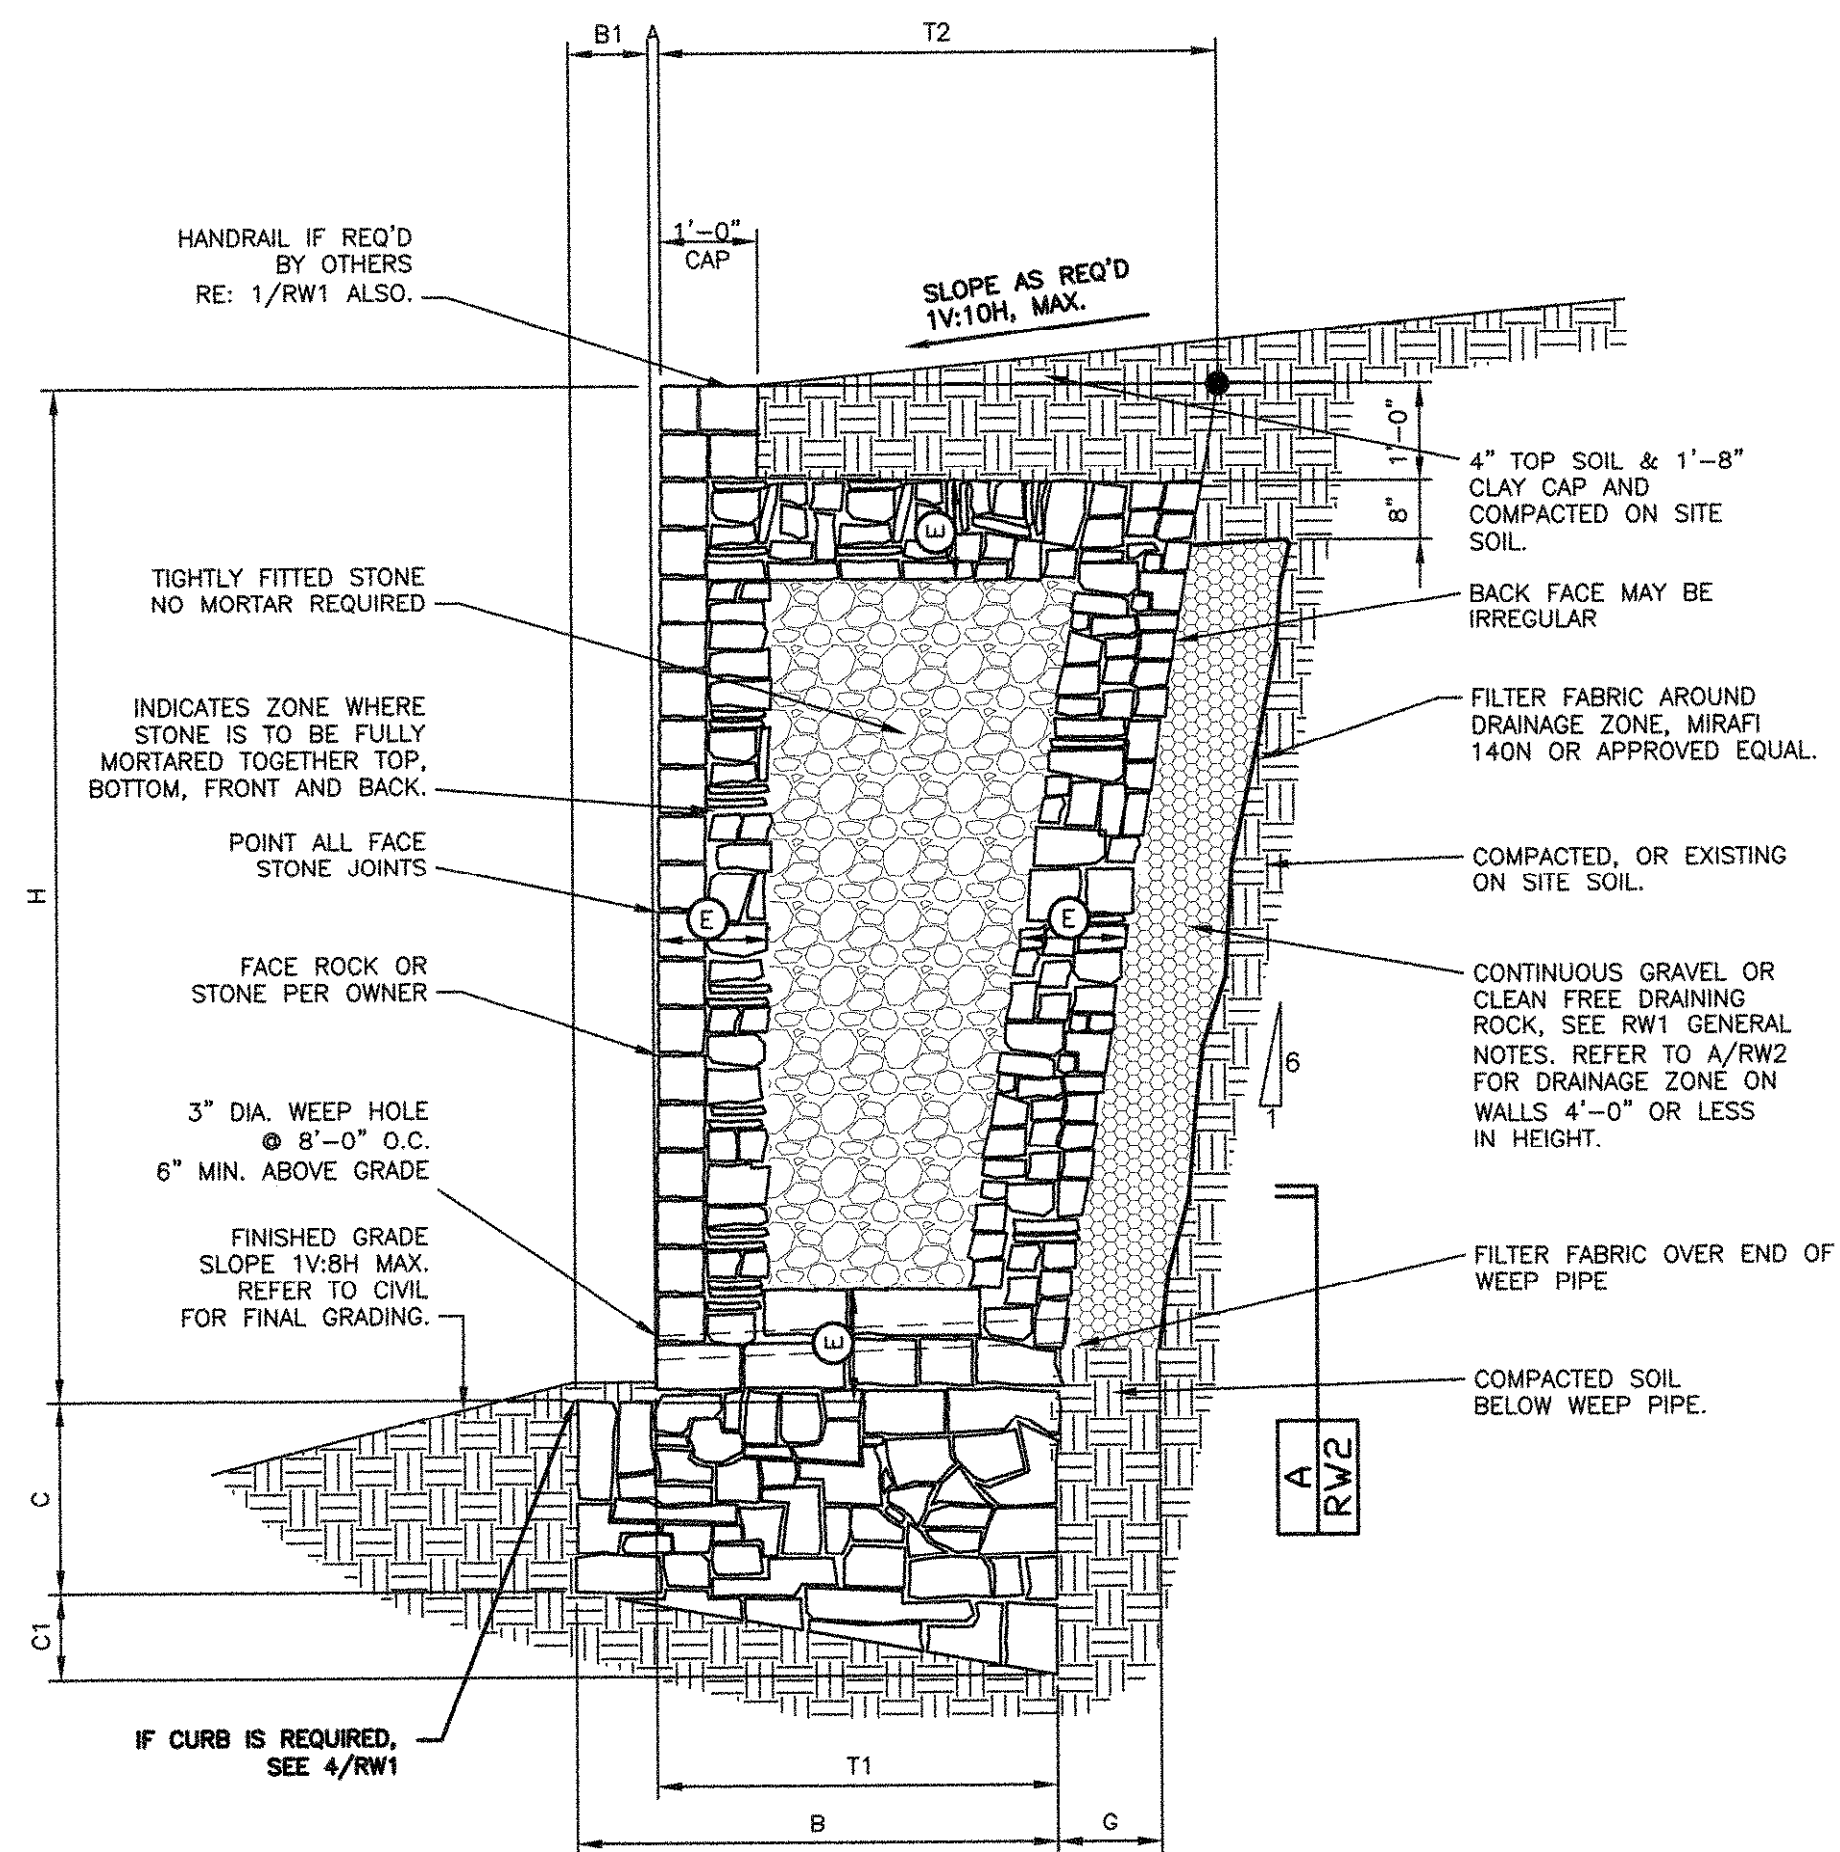 B1
A
T2
HANDRAIL IF REQ'D
BY OTHERS
RE: 1/RW1 ALSO.
1'-0"
CAP
SLOPE AS REQ'D
1V:10H, MAX.
1'-0"
8"
4" TOP SOIL & 1'-8"
CLAY CAP AND
COMPACTED ON SITE
SOIL.
E
TIGHTLY FITTED STONE
NO MORTAR REQUIRED
BACK FACE MAY BE
IRREGULAR
INDICATES ZONE WHERE
STONE IS TO BE FULLY
MORTARED TOGETHER TOP,
BOTTOM, FRONT AND BACK.
FILTER FABRIC AROUND
DRAINAGE ZONE, MIRAFI
140N OR APPROVED EQUAL.
POINT ALL FACE
STONE JOINTS
COMPACTED, OR EXISTING
ON SITE SOIL.
H
E
E
FACE ROCK OR
STONE PER OWNER
CONTINUOUS GRAVEL OR
CLEAN FREE DRAINING
ROCK, SEE RW1 GENERAL
NOTES. REFER TO A/RW2
FOR DRAINAGE ZONE ON
WALLS 4'-0" OR LESS
IN HEIGHT.
6
1
3" DIA. WEEP HOLE
@ 8'-0" O.C.
6" MIN. ABOVE GRADE
FINISHED GRADE
SLOPE 1V:8H MAX.
REFER TO CIVIL
FOR FINAL GRADING.
FILTER FABRIC OVER END OF
WEEP PIPE
E
COMPACTED SOIL
BELOW WEEP PIPE.
A
RW2
C
C1
IF CURB IS REQUIRED,
SEE 4/RW1
T1
B
G